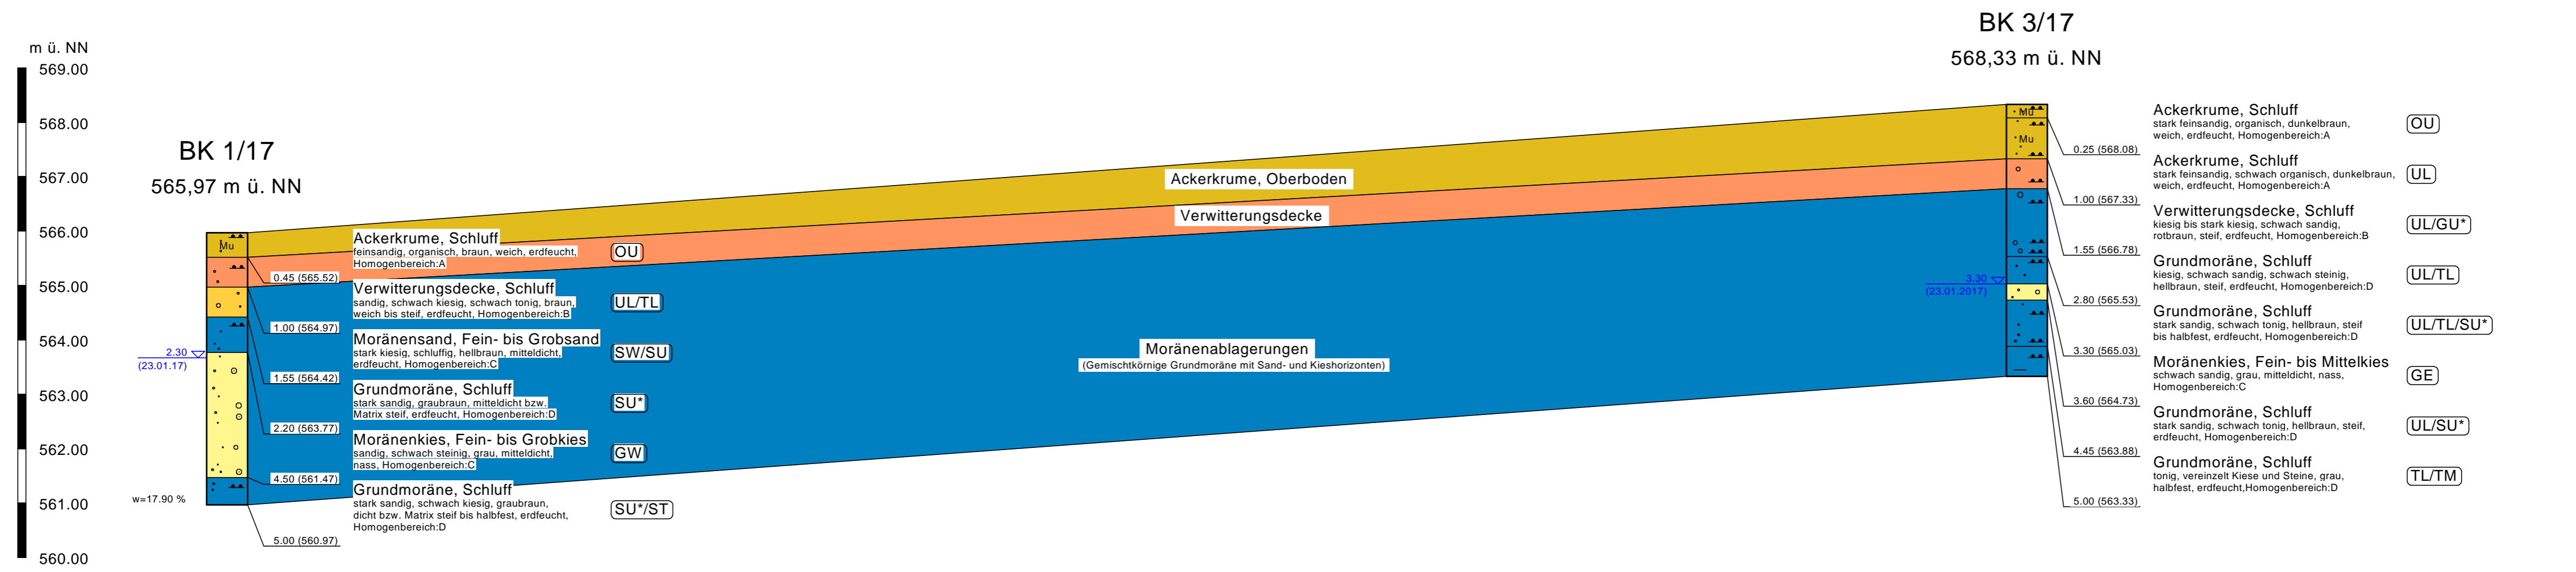 m ü. NN
569.00
568.00
567.00
566.00
565.00
564.00
563.00
562.00
561.00
560.00
BK 1/17
565,97 m ü. NN
Mu
2.30
(23.01.17)
w=17.90 %
0.45 (565.52)
1.00 (564.97)
1.55 (564.42)
2.20 (563.77)
4.50 (561.47)
5.00 (560.97)
Ackerkrume, Schluff
feinsandig, organisch, braun, weich, erdfeucht,
Homogenbereich:A
OU
Verwitterungsdecke, Schluff
sandig, schwach kiesig, schwach tonig, braun,
weich bis steif, erdfeucht, Homogenbereich:B
UL/TL
Moränensand, Fein- bis Grobsand
stark kiesig, schluffig, hellbraun, mitteldicht,
erdfeucht, Homogenbereich:C
SW/SU
Grundmoräne, Schluff
stark sandig, graubraun, mitteldicht bzw.
Matrix steif, erdfeucht, Homogenbereich:D
SU*
Moränenkies, Fein- bis Grobkies
sandig, schwach steinig, grau, mitteldicht,
nass, Homogenbereich:C
GW
Grundmoräne, Schluff
stark sandig, schwach kiesig, graubraun,
dicht bzw. Matrix steif bis halbfest, erdfeucht,
Homogenbereich:D
SU*/ST
Ackerkrume, Oberboden
Verwitterungsdecke
Moränenablagerungen
(Gemischtkörnige Grundmoräne mit Sand- und Kieshorizonten)
BK 3/17
568,33 m ü. NN
Mu
Mu
3.30
(23.01.2017)
0.25 (568.08)
1.00 (567.33)
1.55 (566.78)
2.80 (565.53)
3.30 (565.03)
3.60 (564.73)
4.45 (563.88)
5.00 (563.33)
Ackerkrume, Schluff
stark feinsandig, organisch, dunkelbraun,
weich, erdfeucht, Homogenbereich:A
OU
Ackerkrume, Schluff
stark feinsandig, schwach organisch, dunkelbraun,
weich, erdfeucht, Homogenbereich:A
UL
Verwitterungsdecke, Schluff
kiesig bis stark kiesig, schwach sandig,
rotbraun, steif, erdfeucht, Homogenbereich:B
UL/GU*
Grundmoräne, Schluff
kiesig, schwach sandig, schwach steinig,
hellbraun, steif, erdfeucht, Homogenbereich:D
UL/TL
Grundmoräne, Schluff
stark sandig, schwach tonig, hellbraun, steif
bis halbfest, erdfeucht, Homogenbereich:D
UL/TL/SU*
Moränenkies, Fein- bis Mittelkies
schwach sandig, grau, mitteldicht, nass,
Homogenbereich:C
GE
Grundmoräne, Schluff
stark sandig, schwach tonig, hellbraun, steif,
erdfeucht, Homogenbereich:D
UL/SU*
Grundmoräne, Schluff
tonig, vereinzelt Kiese und Steine, grau,
halbfest, erdfeucht,Homogenbereich:D
TL/TM